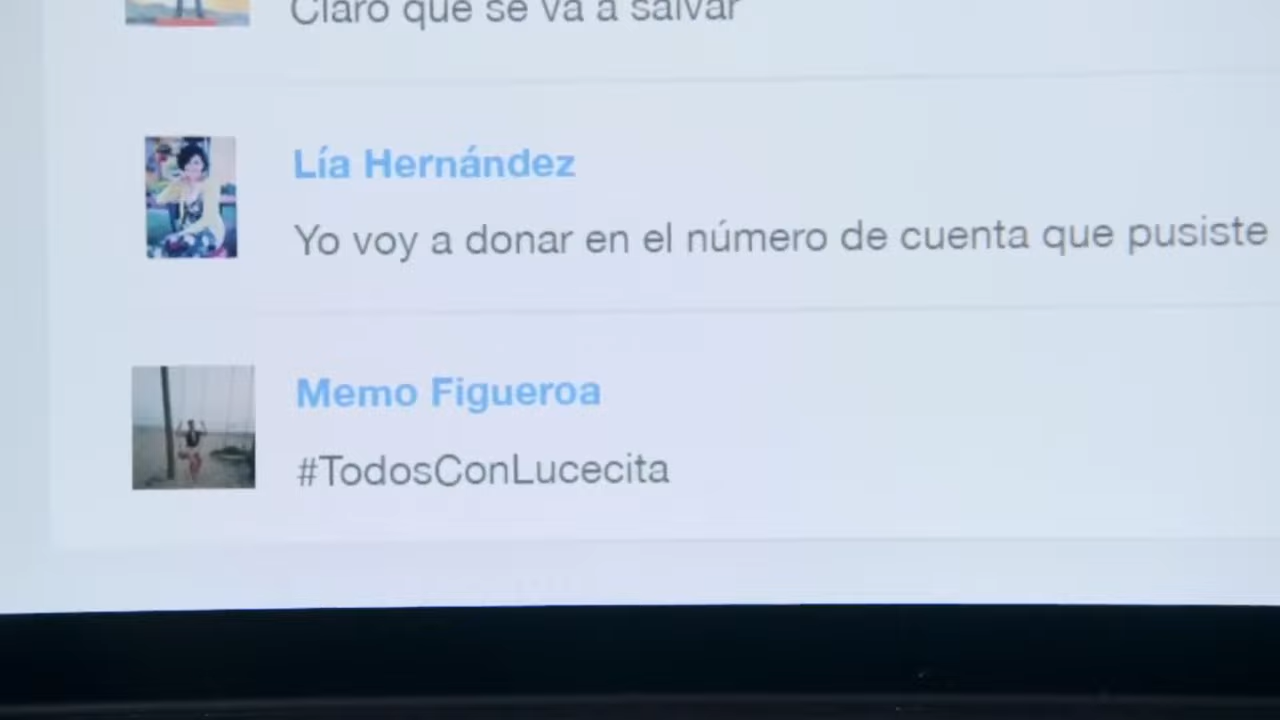 Claro que se va a salvar
Lía Hernández
Yo voy a donar en el número de cuenta que pusiste
Memo Figueroa
#TodosConLucecita